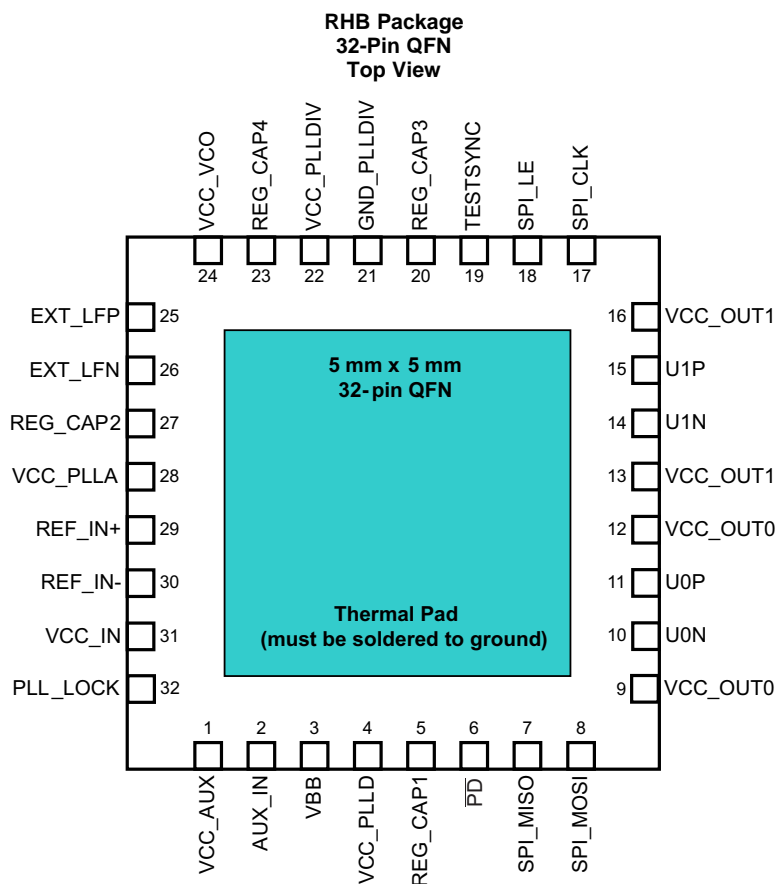 RHB Package
32-Pin QFN
Top View
VCC_VCO
REG_CAP4
VCC_PLLDIV
GND_PLLDIV
REG_CAP3
TESTSYNC
SPI_LE
SPI_CLK
24
23
22
21
20
19
18
17
EXT_LFP 25
EXT_LFN 26
REG_CAP2 27
VCC_PLLA 28
REF_IN+ 29
REF_IN- 30
VCC_IN 31
PLL_LOCK 32
5 mm x 5 mm
32-pin QFN
Thermal Pad
(must be soldered to ground)
16 VCC_OUT1
15 U1P
14 U1N
13 VCC_OUT1
12 VCC_OUT0
11 U0P
10 U0N
9 VCC_OUT0
1
2
3
4
5
6
7
8
VCC_AUX
AUX_IN
VBB
VCC_PLLD
REG_CAP1
PD
SPI_MISO
SPI_MOSI